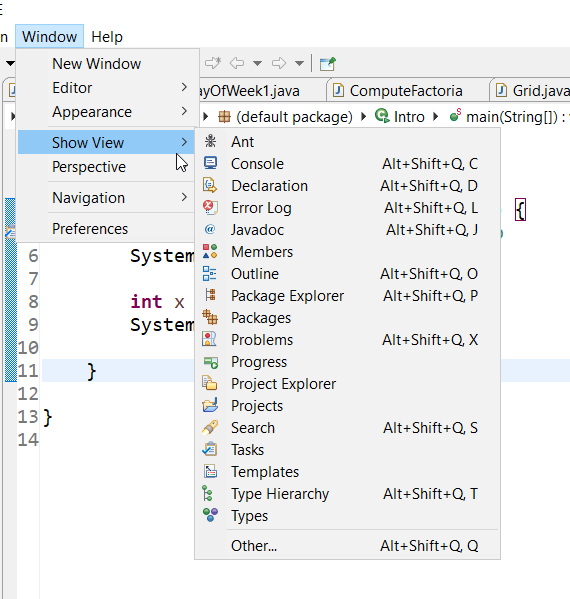 Window Help
New Window
Editor
ayOfWeek1.java
ComputeFactoria
Grid.java
Appearance
(default package)
Intro
main(String[]) :
Show View
Ant
Perspective
Console Alt+Shift+Q, C
Declaration Alt+Shift+Q, D
Navigation
Error Log Alt+Shift+Q, L
{
Preferences
Javadoc Alt+Shift+Q, J
6 System
Members
Outline Alt+Shift+Q, O
7
Package Explorer Alt+Shift+Q, P
8 int x
Packages
9 System
Problems Alt+Shift+Q, X
10
Progress
11 }
Project Explorer
12
Projects
13 }
Search Alt+Shift+Q, S
14
Tasks
Templates
Type Hierarchy Alt+Shift+Q, T
Types
Other... Alt+Shift+Q, Q